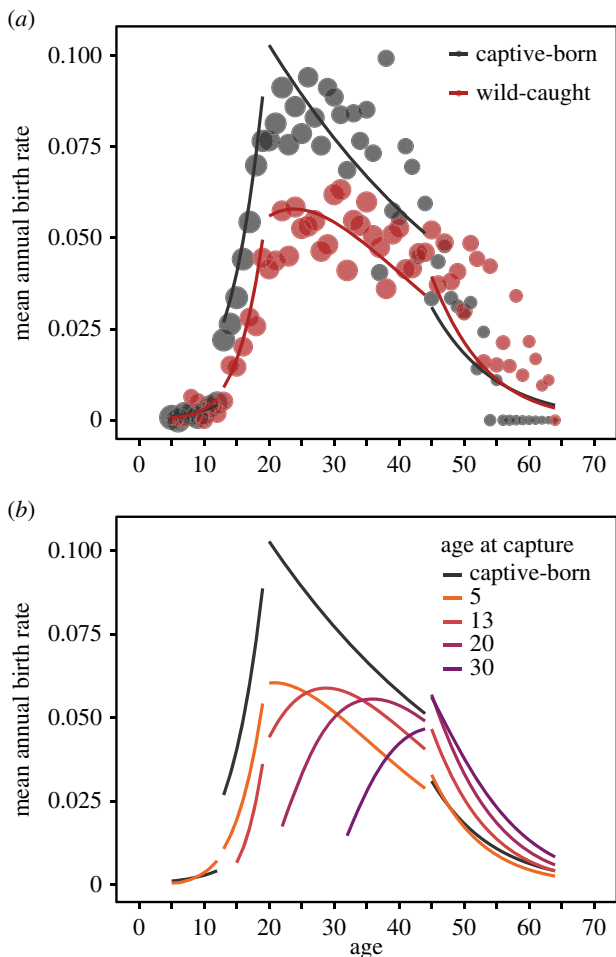 (a)
mean annual birth rate
0.100
0.075
0.050
0.025
0
captive-born
wild-caught
0 10 20 30 40 50 60 70
(b)
mean annual birth rate
0.100
0.075
0.050
0.025
0
age at capture
captive-born
5
13
20
30
0 10 20 30 40 50 60 70
age